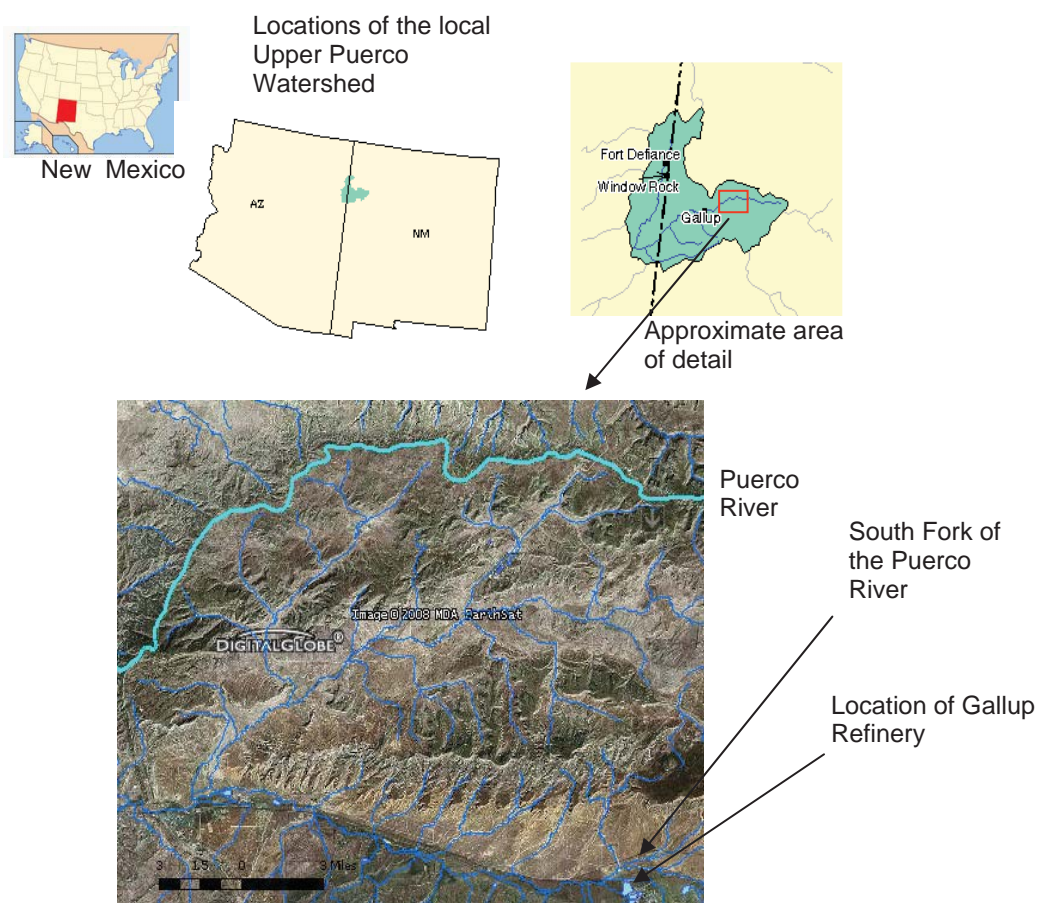 Locations of the local
Upper Puerco
Watershed
New Mexico
AZ
NM
Fort Defiance
Window Rock
Gallup
Approximate area
of detail
Puerco
River
South Fork of
the Puerco
River
Image © 2008 MDA EarthSat
DIGITALGLOBE®
Location of Gallup
Refinery
3 1.5 0 3 Miles